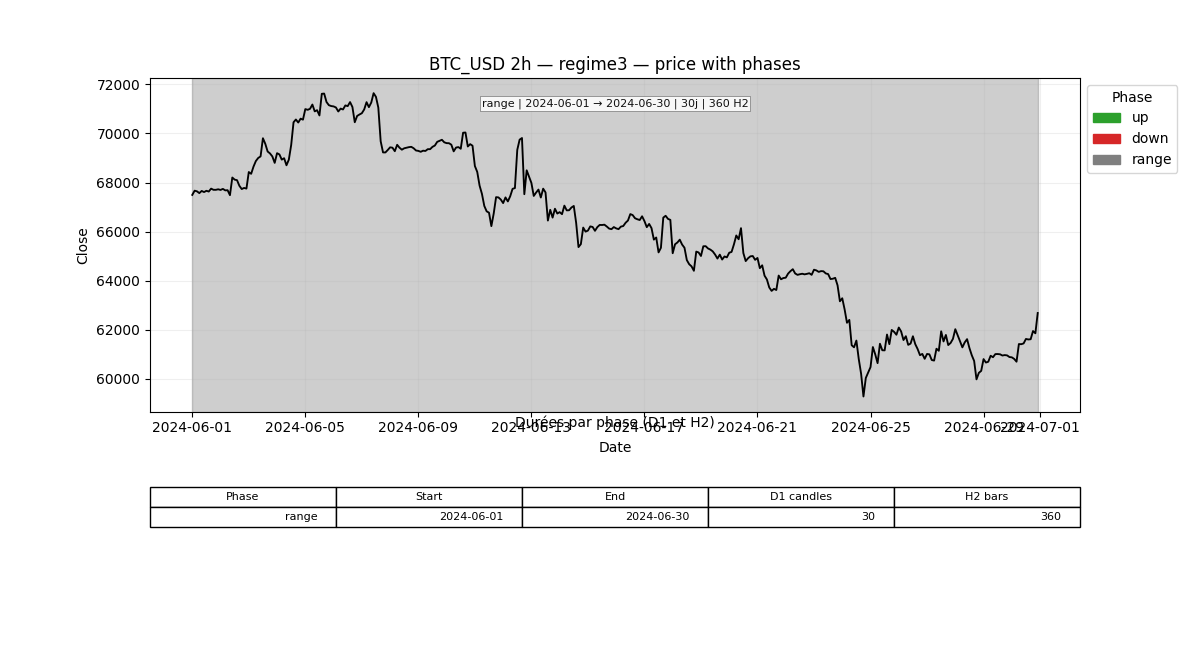 BTC_USD 2h — regime3 — price with phases
range | 2024-06-01 → 2024-06-30 | 30j | 360 H2
Phase
up
down
range
Close
72000
70000
68000
66000
64000
62000
60000
Durées par phase (D1 et H2)
2024-06-01 2024-06-05 2024-06-09 2024-06-13 2024-06-17 2024-06-21 2024-06-25 2024-06-29 2024-07-01
Date
Phase Start End D1 candles H2 bars
range 2024-06-01 2024-06-30 30 360